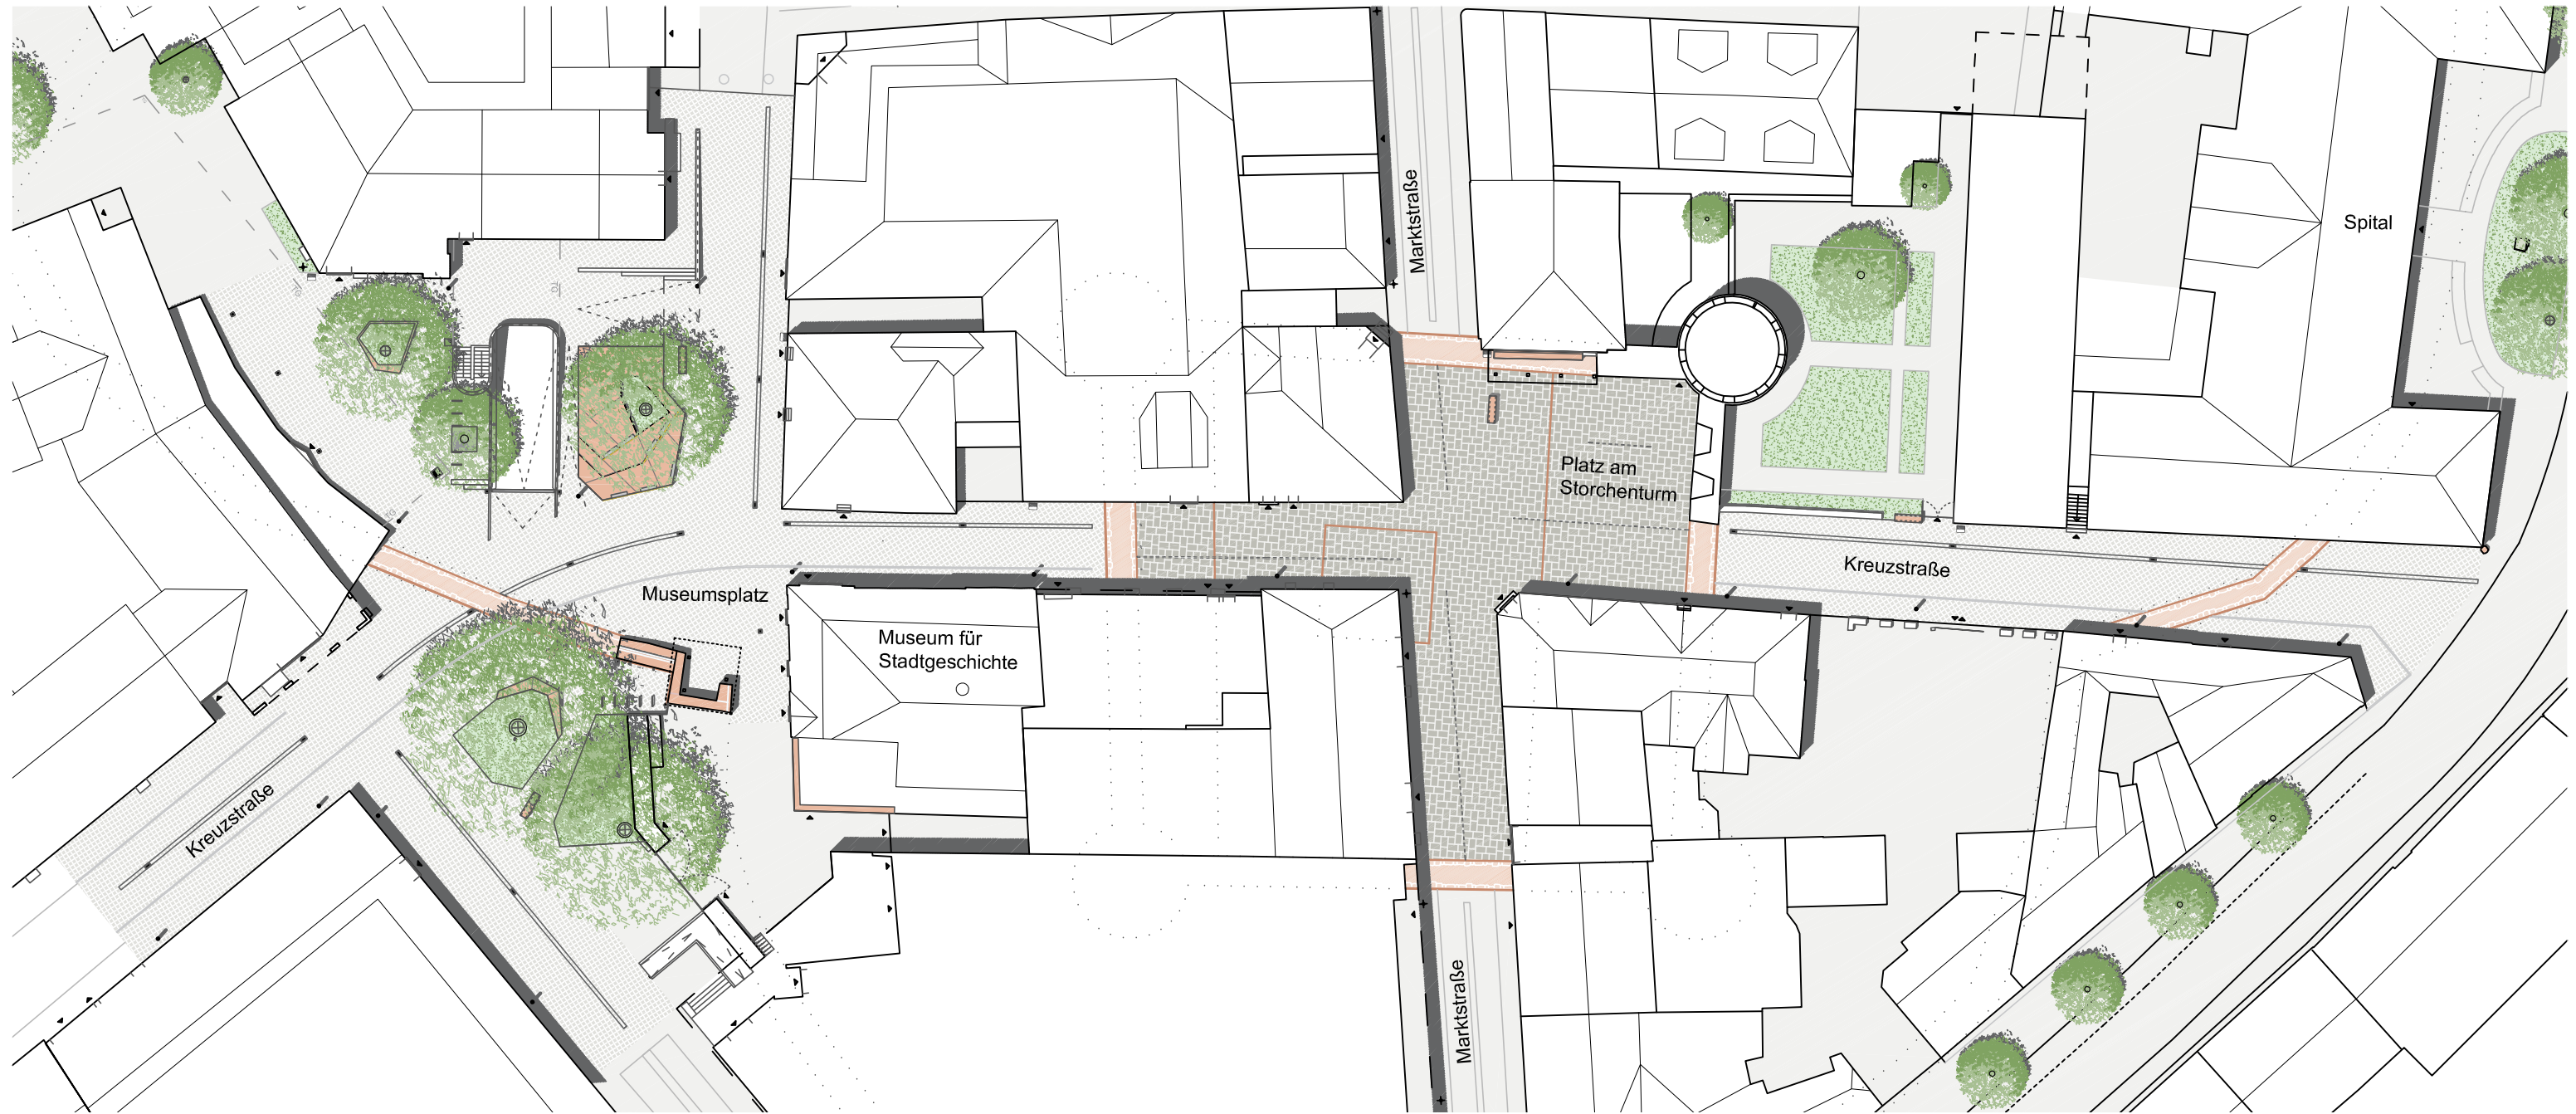 Marktstraße
Spital
Platz am
Storchenturm
Kreuzstraße
Museumsplatz
Museum für
Stadtgeschichte
Kreuzstraße
Marktstraße